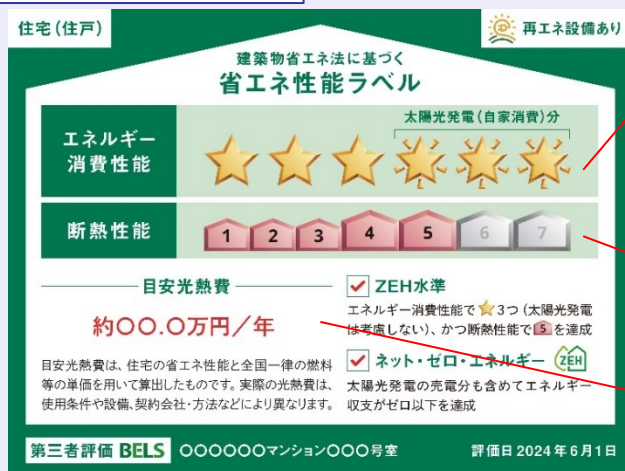 住宅(住戸)
再エネ設備あり
建築物省エネ法に基づく
省エネ性能ラベル
エネルギー
消費性能
太陽光発電(自家消費)分
断熱性能
1 2 3 4 5 6 7
目安光熱費
約〇〇.〇万円/年
目安光熱費は、住宅の省エネ性能と全国一律の燃料
等の単価を用いて算出したものです。実際の光熱費は、
使用条件や設備、契約会社・方法などにより異なります。
ZEH水準
エネルギー消費性能で⭐3つ(太陽光発電
は考慮しない)、かつ断熱性能で5を達成
ネット・ゼロ・エネルギー ZEH
太陽光発電の売電分も含めてエネルギー
収支がゼロ以下を達成
第三者評価 BELS 〇〇〇〇〇〇マンション〇〇〇号室 評価日2024年6月1日